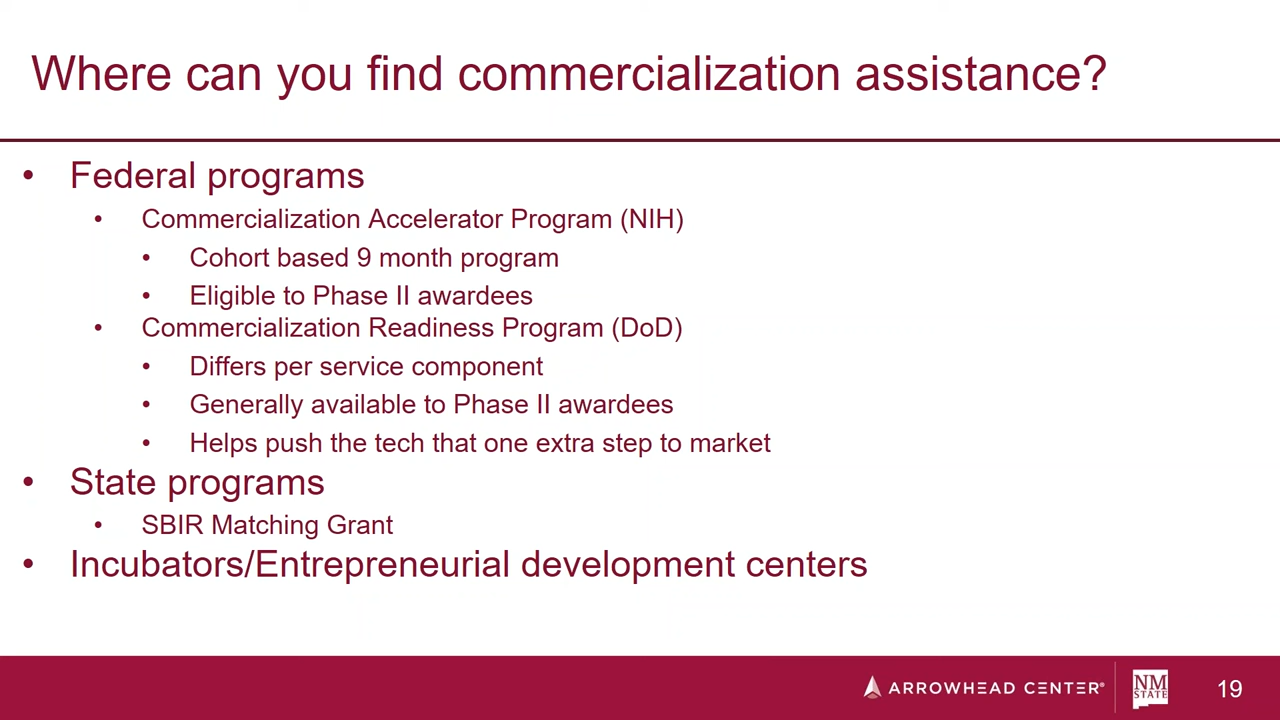 Where can you find commercialization assistance?
• Federal programs
• Commercialization Accelerator Program (NIH)
• Cohort based 9 month program
• Eligible to Phase II awardees
• Commercialization Readiness Program (DoD)
• Differs per service component
• Generally available to Phase II awardees
• Helps push the tech that one extra step to market
• State programs
• SBIR Matching Grant
• Incubators/Entrepreneurial development centers
ARROWHEAD CENTER®
NM
STATE
19